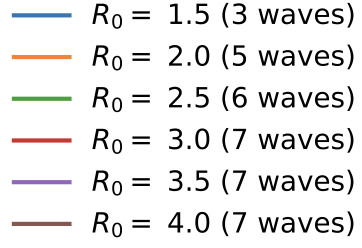 R₀ = 1.5 (3 waves)
R₀ = 2.0 (5 waves)
R₀ = 2.5 (6 waves)
R₀ = 3.0 (7 waves)
R₀ = 3.5 (7 waves)
R₀ = 4.0 (7 waves)